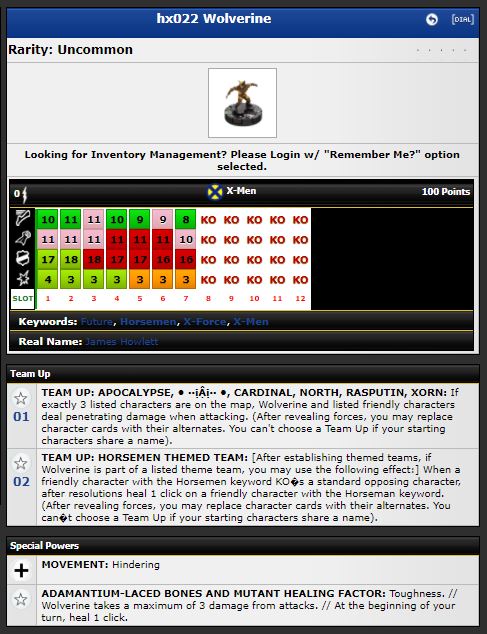 hx022 Wolverine
[DIAL]
Rarity: Uncommon
Looking for Inventory Management? Please Login w/ "Remember Me?" option
selected.
0 X-Men 100 Points
10 11 11 10 9 9 8 KO KO KO KO KO
11 11 11 11 11 11 10 KO KO KO KO KO
17 18 18 17 17 16 16 KO KO KO KO KO
4 3 3 3 3 3 3 KO KO KO KO KO
SLOT 1 2 3 4 5 6 7 8 9 10 11 12
Keywords: Future, Horsemen, X-Force, X-Men
Real Name: James Howlett
Team Up
01
TEAM UP: APOCALYPSE, CARDINAL, NORTH, RASPUTIN, XORN: If
exactly 3 listed characters are on the map, Wolverine and listed friendly characters
deal penetrating damage when attacking. (After revealing forces, you may replace
character cards with their alternates. You can't choose a Team Up if your starting
characters share a name).
02
TEAM UP: HORSEMEN THEMED TEAM: [After establishing themed teams, if
Wolverine is part of a listed theme team, you may use the following effect:] When a
friendly character with the Horsemen keyword KO�s a standard opposing character,
after resolutions heal 1 click on a friendly character with the Horseman keyword.
(After revealing forces, you may replace character cards with their alternates. You
can�t choose a Team Up if your starting characters share a name).
Special Powers
MOVEMENT: Hindering
ADAMANTIUM-LACED BONES AND MUTANT HEALING FACTOR: Toughness. //
Wolverine takes a maximum of 3 damage from attacks. // At the beginning of your
turn, heal 1 click.